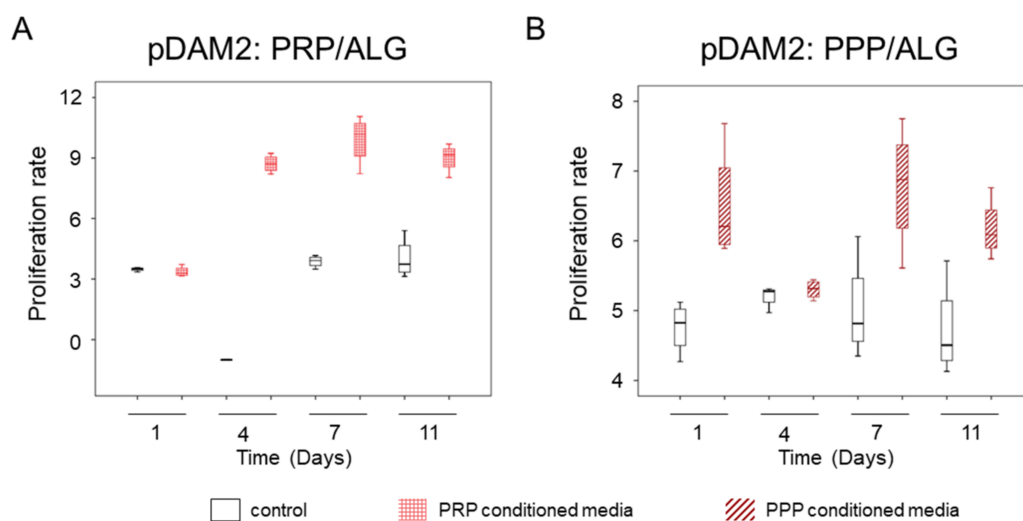 A
pDAM2: PRP/ALG
Proliferation rate
12
9
6
3
0
1 4 7 11
Time (Days)
B
pDAM2: PPP/ALG
Proliferation rate
8
7
6
5
4
1 4 7 11
Time (Days)
control PRP conditioned media PPP conditioned media